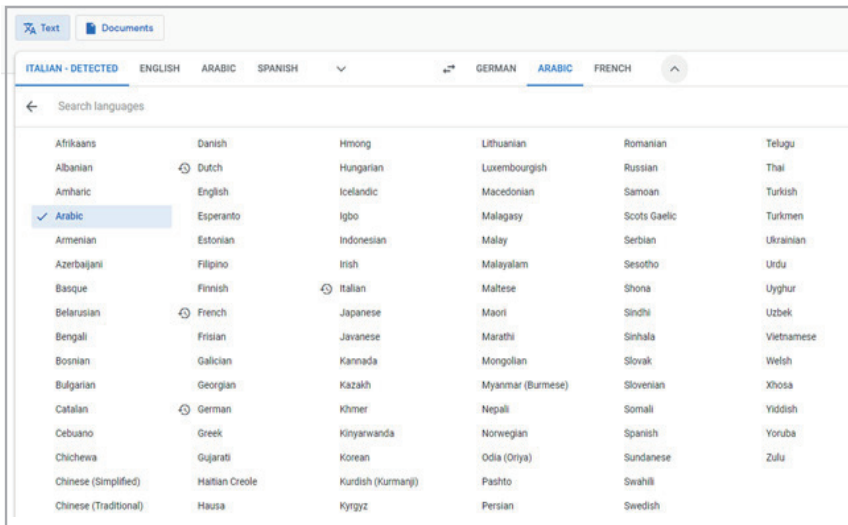 Text Documents
ITALIAN - DETECTED ENGLISH ARABIC SPANISH GERMAN ARABIC FRENCH
Search languages
Afrikaans Danish Hmong Lithuanian Romanian Telugu
Albanian Dutch Hungarian Luxembourgish Russian Thai
Amharic English Icelandic Macedonian Samoan Turkish
Arabic Esperanto Igbo Malagasy Scots Gaelic Turkmen
Armenian Estonian Indonesian Malay Serbian Ukrainian
Azerbaijani Filipino Irish Malayalam Sesotho Urdu
Basque Finnish Italian Maltese Shona Uyghur
Belarusian French Japanese Maori Sindhi Uzbek
Bengali Frisian Javanese Marathi Sinhala Vietnamese
Bosnian Galician Kannada Mongolian Slovak Welsh
Bulgarian Georgian Kazakh Myanmar (Burmese) Slovenian Xhosa
Catalan German Khmer Nepali Somali Yiddish
Cebuano Greek Kinyarwanda Norwegian Spanish Yoruba
Chichewa Gujarati Korean Odia (Oriya) Sundanese Zulu
Chinese (Simplified) Haitian Creole Kurdish (Kurmanji) Pashto Swahili
Chinese (Traditional) Hausa Kyrgyz Persian Swedish